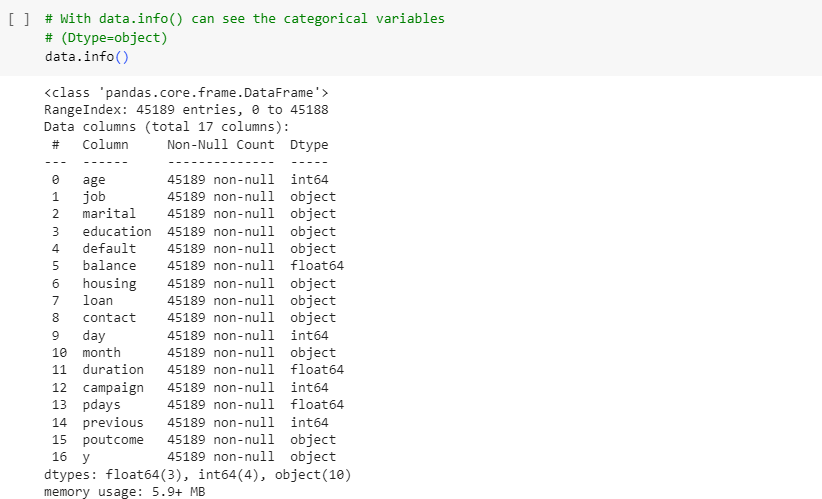 [ ] # With data.info() can see the categorical variables
# (Dtype=object)
data.info()
<class 'pandas.core.frame.DataFrame'>
RangeIndex: 45189 entries, 0 to 45188
Data columns (total 17 columns):
 #   Column     Non-Null Count  Dtype
---  ------     --------------  -----
 0   age        45189 non-null  int64
 1   job        45189 non-null  object
 2   marital    45189 non-null  object
 3   education  45189 non-null  object
 4   default    45189 non-null  object
 5   balance    45189 non-null  float64
 6   housing    45189 non-null  object
 7   loan       45189 non-null  object
 8   contact    45189 non-null  object
 9   day        45189 non-null  int64
 10  month      45189 non-null  object
 11  duration   45189 non-null  float64
 12  campaign   45189 non-null  int64
 13  pdays      45189 non-null  float64
 14  previous   45189 non-null  int64
 15  poutcome   45189 non-null  object
 16  y          45189 non-null  object
dtypes: float64(3), int64(4), object(10)
memory usage: 5.9+ MB